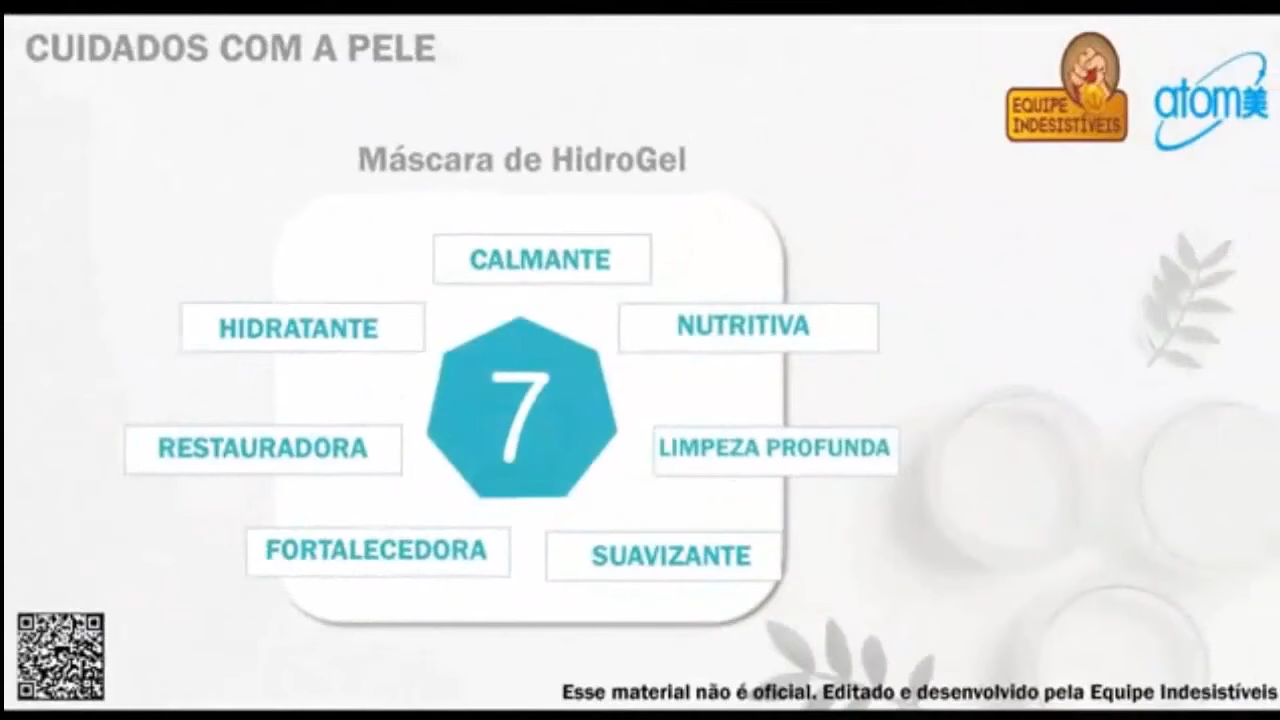 CUIDADOS COM A PELE
EQUIPE
INDESISTÍVEIS
atom美
Máscara de HidroGel
CALMANTE
HIDRATANTE
NUTRITIVA
7
RESTAURADORA
LIMPEZA PROFUNDA
FORTALECEDORA
SUAVIZANTE
Esse material não é oficial. Editado e desenvolvido pela Equipe Indesistíveis